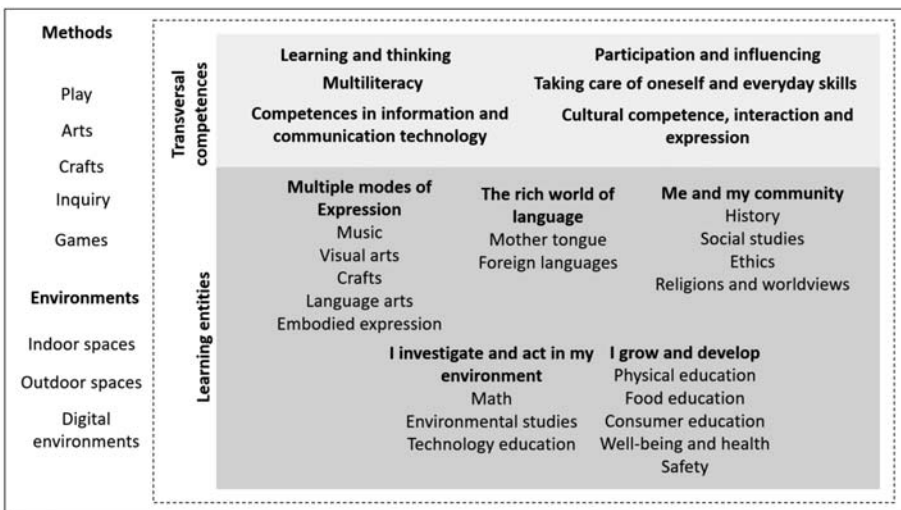 Methods
Play
Arts
Crafts
Inquiry
Games
Environments
Indoor spaces
Outdoor spaces
Digital
environments
Transversal
competences
Learning and thinking
Multiliteracy
Competences in information and
communication technology
Participation and influencing
Taking care of oneself and everyday skills
Cultural competence, interaction and
expression
Learning entities
Multiple modes of
Expression
Music
Visual arts
Crafts
Language arts
Embodied expression
The rich world of
language
Mother tongue
Foreign languages
Me and my community
History
Social studies
Ethics
Religions and worldviews
I investigate and act in my
environment
Math
Environmental studies
Technology education
I grow and develop
Physical education
Food education
Consumer education
Well-being and health
Safety